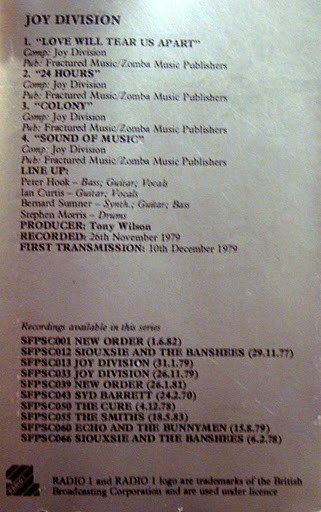 JOY DIVISION
1. "LOVE WILL TEAR US APART"
Comp: Joy Division
Pub: Fractured Music/Zomba Music Publishers
2. "24 HOURS"
Comp: Joy Division
Pub: Fractured Music/Zomba Music Publishers
3. "COLONY"
Comp: Joy Division
Pub: Fractured Music/Zomba Music Publishers
4. "SOUND OF MUSIC"
Comp: Joy Division
Pub: Fractured Music/Zomba Music Publishers
LINE UP:
Peter Hook – Bass; Guitar; Vocals
Ian Curtis – Guitar; Vocals
Bernard Sumner – Synth.; Guitar; Bass
Stephen Morris – Drums
PRODUCER: Tony Wilson
RECORDED: 26th November 1979
FIRST TRANSMISSION: 10th December 1979
Recordings available in this series
SFPSC001 NEW ORDER (1.6.82)
SFPSC012 SIOUXSIE AND THE BANSHEES (29.11.77)
SFPSC013 JOY DIVISION (31.1.79)
SFPSC033 JOY DIVISION (26.11.79)
SFPSC039 NEW ORDER (26.1.81)
SFPSC043 SYD BARRETT (24.2.70)
SFPSC050 THE CURE (4.12.78)
SFPSC055 THE SMITHS (18.5.83)
SFPSC060 ECHO AND THE BUNNYMEN (15.8.79)
SFPSC066 SIOUXSIE AND THE BANSHEES (6.2.78)
RADIO 1 and RADIO 1 logo are trademarks of the British
Broadcasting Corporation and are used under licence